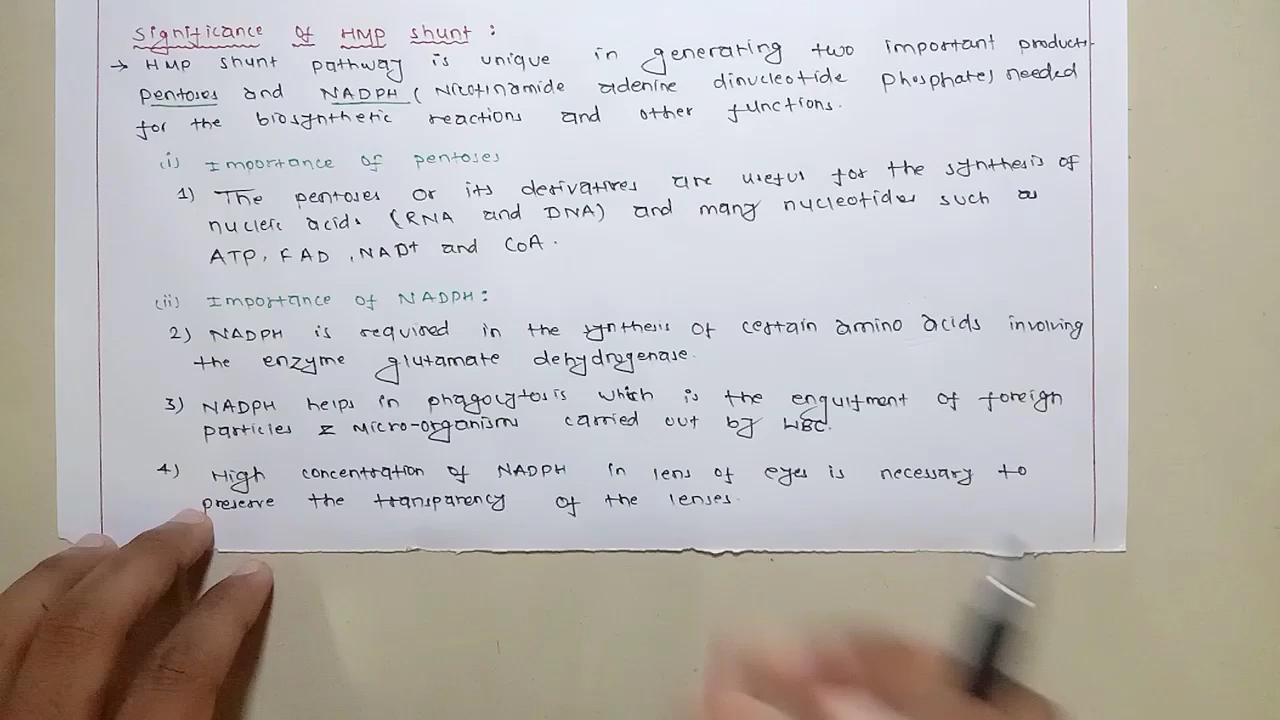 significance of HMP shunt :
→ HMP shunt pathway is unique in generating two important products-
pentoses and NADPH (Nicotinamide adenine dinucleotide phosphate) needed
for the biosynthetic reactions and other functions.
(i) Importance of pentoses
1) The pentoses or its derivatives are useful for the synthesis of
nucleic acids (RNA and DNA) and many nucleotides such as
ATP, FAD, NAD+ and CoA.
(ii) Importance of NADPH:
2) NADPH is required in the synthesis of certain amino acids involving
the enzyme glutamate dehydrogenase.
3) NADPH helps in phagocytosis which is the engulfment of foreign
particles & micro-organism carried out by WBC.
4) High concentration of NADPH in lens of eyes is necessary to
preserve the transparency of the lenses.